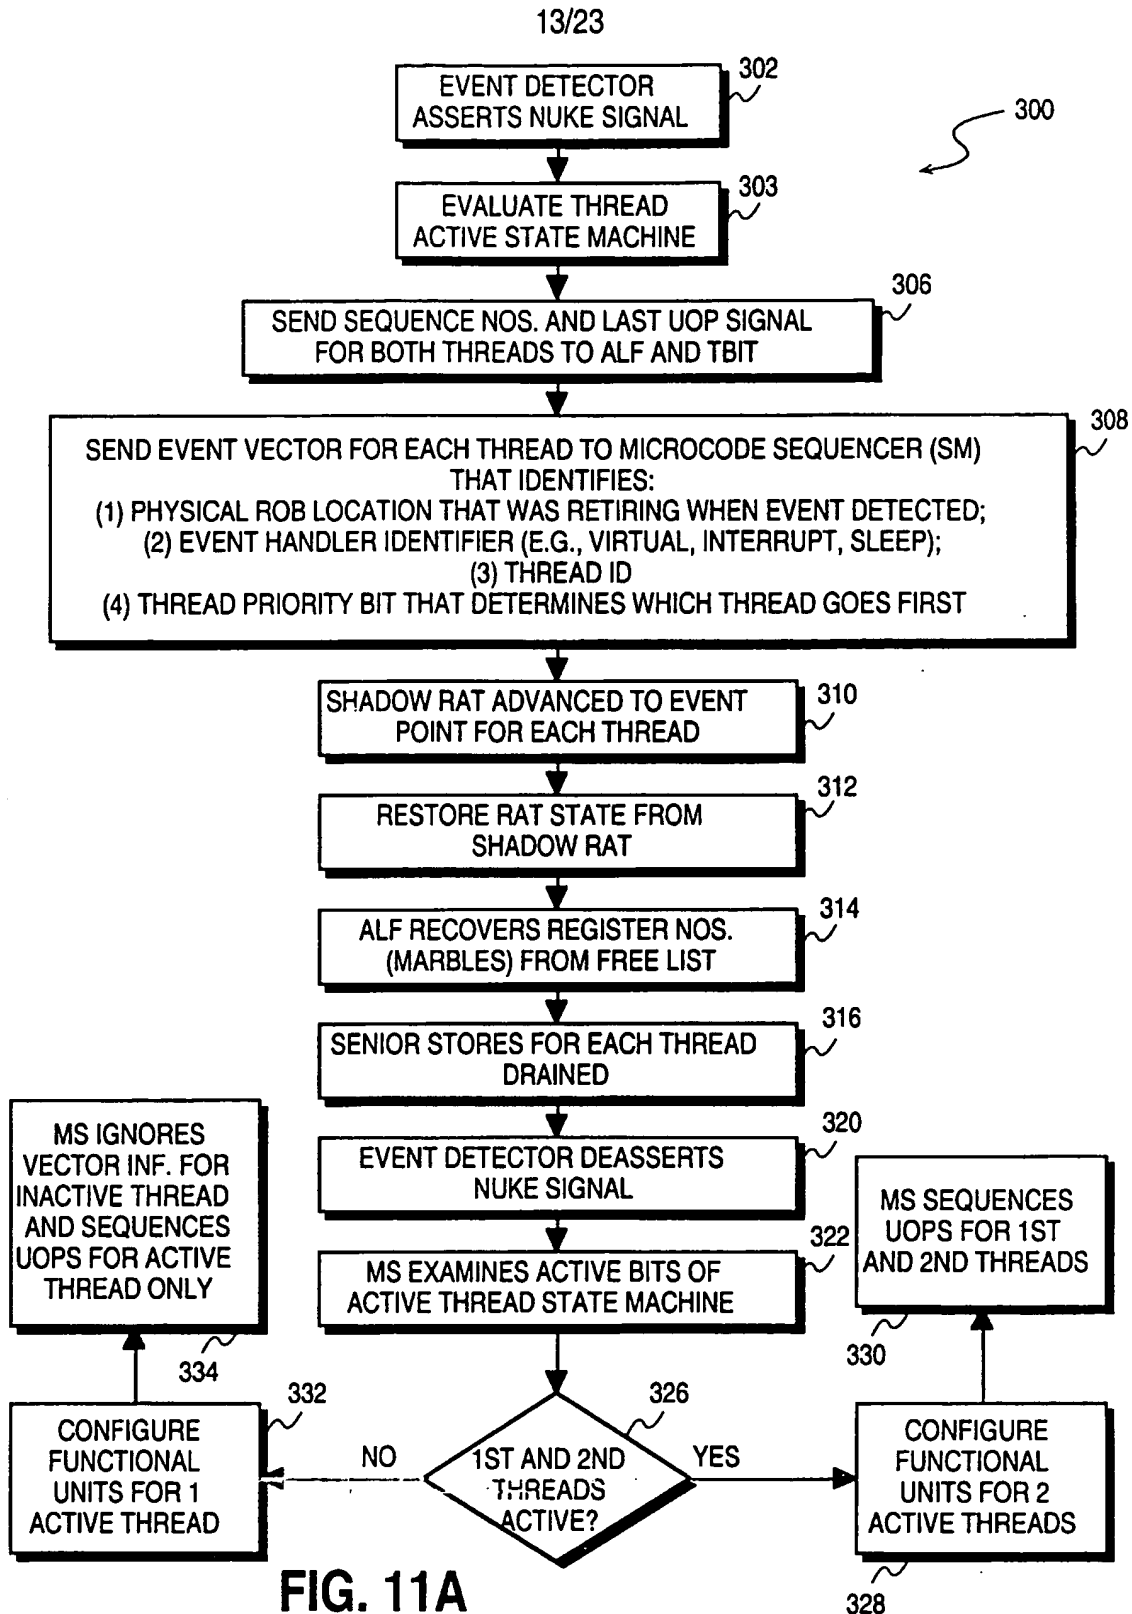 13/23
EVENT DETECTOR
ASSERTS NUKE SIGNAL
302
300
EVALUATE THREAD
ACTIVE STATE MACHINE
303
SEND SEQUENCE NOS. AND LAST UOP SIGNAL
FOR BOTH THREADS TO ALF AND TBIT
306
SEND EVENT VECTOR FOR EACH THREAD TO MICROCODE SEQUENCER (SM)
THAT IDENTIFIES:
(1) PHYSICAL ROB LOCATION THAT WAS RETIRING WHEN EVENT DETECTED;
(2) EVENT HANDLER IDENTIFIER (E.G., VIRTUAL, INTERRUPT, SLEEP);
(3) THREAD ID
(4) THREAD PRIORITY BIT THAT DETERMINES WHICH THREAD GOES FIRST
308
SHADOW RAT ADVANCED TO EVENT
POINT FOR EACH THREAD
310
RESTORE RAT STATE FROM
SHADOW RAT
312
ALF RECOVERS REGISTER NOS.
(MARBLES) FROM FREE LIST
314
SENIOR STORES FOR EACH THREAD
DRAINED
316
EVENT DETECTOR DEASSERTS
NUKE SIGNAL
320
MS EXAMINES ACTIVE BITS OF
ACTIVE THREAD STATE MACHINE
322
1ST AND 2ND
THREADS
ACTIVE?
326
NO
YES
CONFIGURE
FUNCTIONAL
UNITS FOR 1
ACTIVE THREAD
332
MS IGNORES
VECTOR INF. FOR
INACTIVE THREAD
AND SEQUENCES
UOPS FOR ACTIVE
THREAD ONLY
334
CONFIGURE
FUNCTIONAL
UNITS FOR 2
ACTIVE THREADS
328
MS SEQUENCES
UOPS FOR 1ST
AND 2ND THREADS
330
FIG. 11A